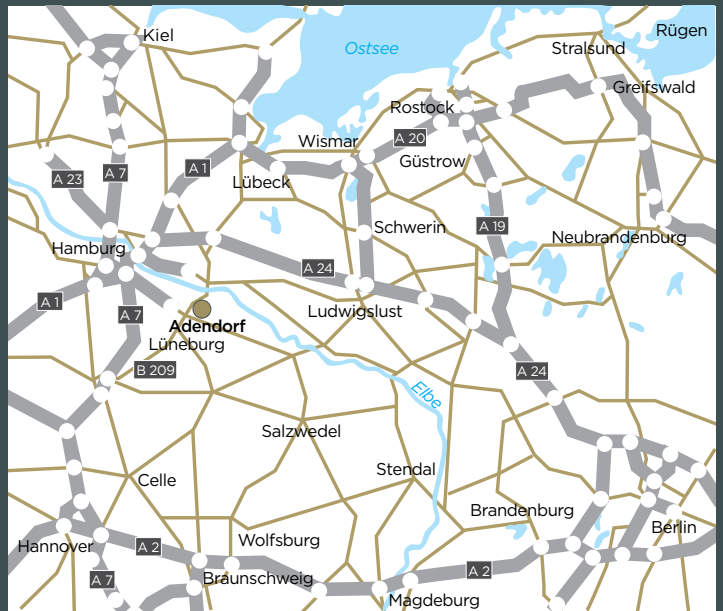 Kiel
Ostsee
Rügen
Stralsund
Greifswald
Rostock
A 20
Wismar
Güstrow
A 1
A 7
A 23
Lübeck
Schwerin
A 19
Neubrandenburg
Hamburg
A 24
A 1
A 7
Ludwigslust
Adendorf
Lüneburg
B 209
A 24
Elbe
Salzwedel
Stendal
Celle
Brandenburg
Berlin
Hannover
A 2
Wolfsburg
A 7
Braunschweig
A 2
Magdeburg